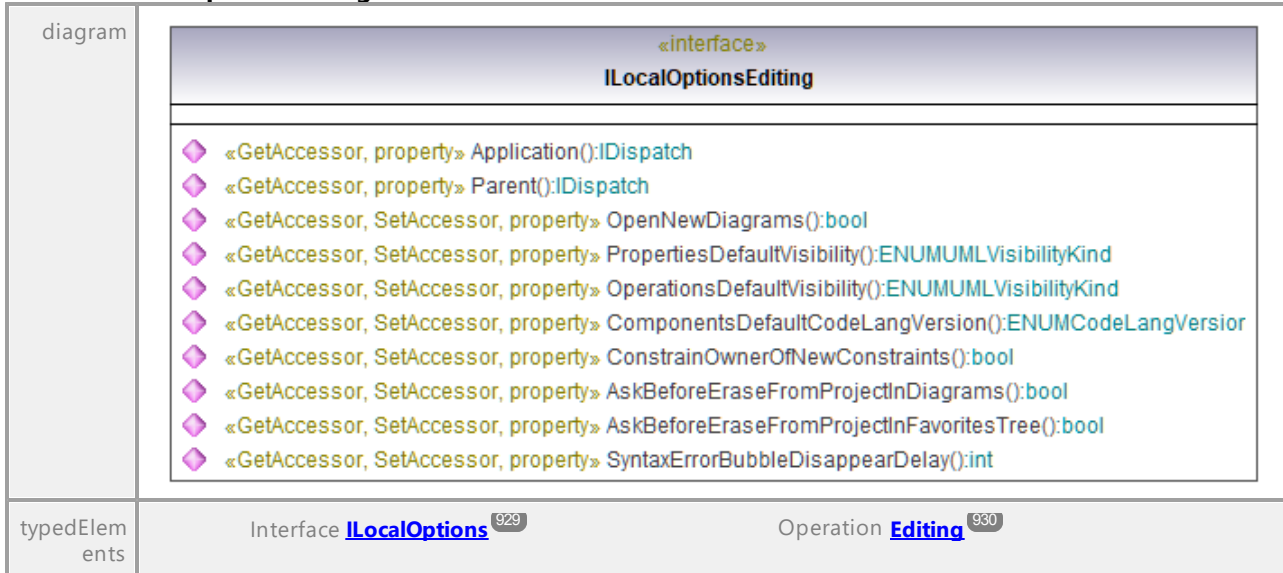 diagram
«interface»
ILocalOptionsEditing
«GetAccessor, property» Application():IDispatch
«GetAccessor, property» Parent():IDispatch
«GetAccessor, SetAccessor, property» OpenNewDiagrams():bool
«GetAccessor, SetAccessor, property» PropertiesDefaultVisibility():ENUMUMLVisibilityKind
«GetAccessor, SetAccessor, property» OperationsDefaultVisibility():ENUMUMLVisibilityKind
«GetAccessor, SetAccessor, property» ComponentsDefaultCodeLangVersion():ENUMCodeLangVersior
«GetAccessor, SetAccessor, property» ConstrainOwnerOfNewConstraints():bool
«GetAccessor, SetAccessor, property» AskBeforeEraseFromProjectInDiagrams():bool
«GetAccessor, SetAccessor, property» AskBeforeEraseFromProjectInFavoritesTree():bool
«GetAccessor, SetAccessor, property» SyntaxErrorBubbleDisappearDelay():int
typedElem
ents
Interface ILocalOptions 929 Operation Editing 930